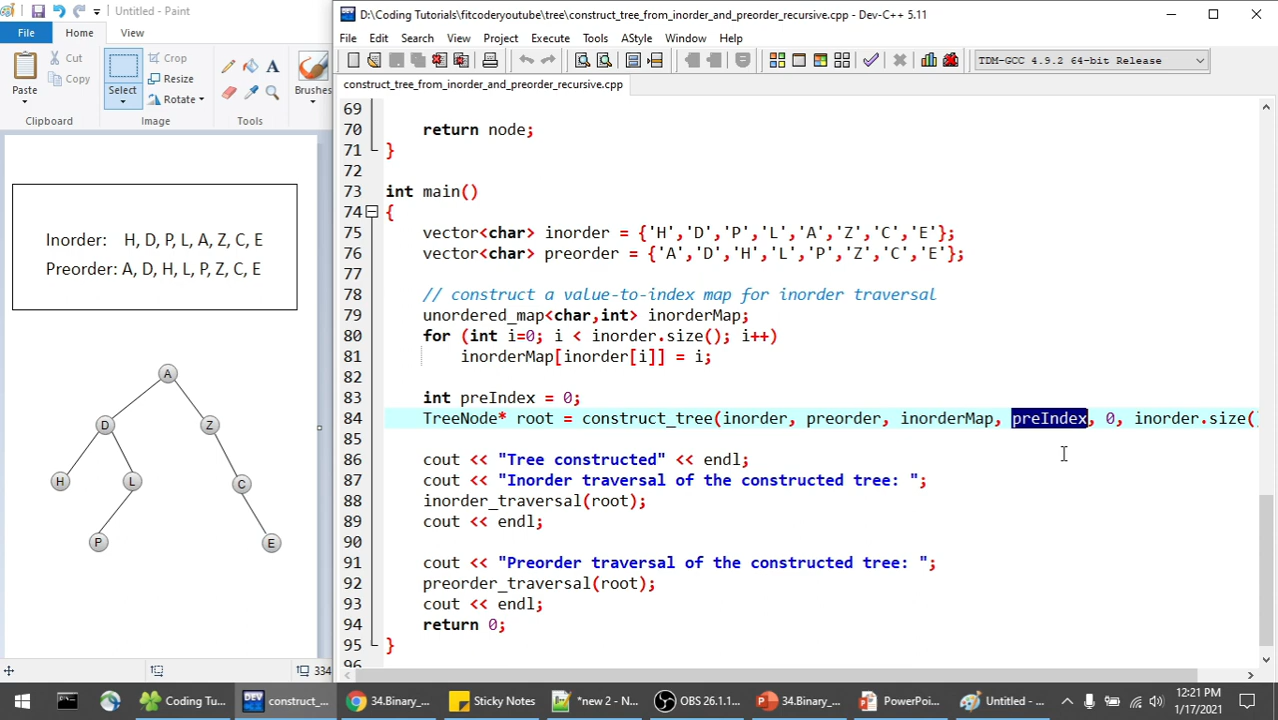 Untitled - Paint
File
Home
View
Paste
Select
Cut
Copy
Crop
Resize
Rotate
Brushes
Clipboard
Image
Tools
Inorder: H, D, P, L, A, Z, C, E
Preorder: A, D, H, L, P, Z, C, E
A
D
Z
H
L
C
P
E
334
D:\Coding Tutorials\fitcoderyoutube\tree\construct_tree_from_inorder_and_preorder_recursive.cpp - Dev-C++ 5.11
File Edit Search View Project Execute Tools AStyle Window Help
TDM-GCC 4.9.2 64-bit Release
construct_tree_from_inorder_and_preorder_recursive.cpp
69
70 return node;
71 }
72
73 int main()
74 {
75 vector<char> inorder = {'H','D','P','L','A','Z','C','E'};
76 vector<char> preorder = {'A','D','H','L','P','Z','C','E'};
77
78 // construct a value-to-index map for inorder traversal
79 unordered_map<char,int> inorderMap;
80 for (int i=0; i < inorder.size(); i++)
81 inorderMap[inorder[i]] = i;
82
83 int preIndex = 0;
84 TreeNode* root = construct_tree(inorder, preorder, inorderMap, preIndex, 0, inorder.size()
85
86 cout << "Tree constructed" << endl;
87 cout << "Inorder traversal of the constructed tree: ";
88 inorder_traversal(root);
89 cout << endl;
90
91 cout << "Preorder traversal of the constructed tree: ";
92 preorder_traversal(root);
93 cout << endl;
94 return 0;
95 }
96
Coding Tu...
construct_...
34.Binary_...
Sticky Notes
*new 2 - N...
OBS 26.1.1...
34.Binary_...
PowerPoi...
Untitled - ...
12:21 PM
1/17/2021